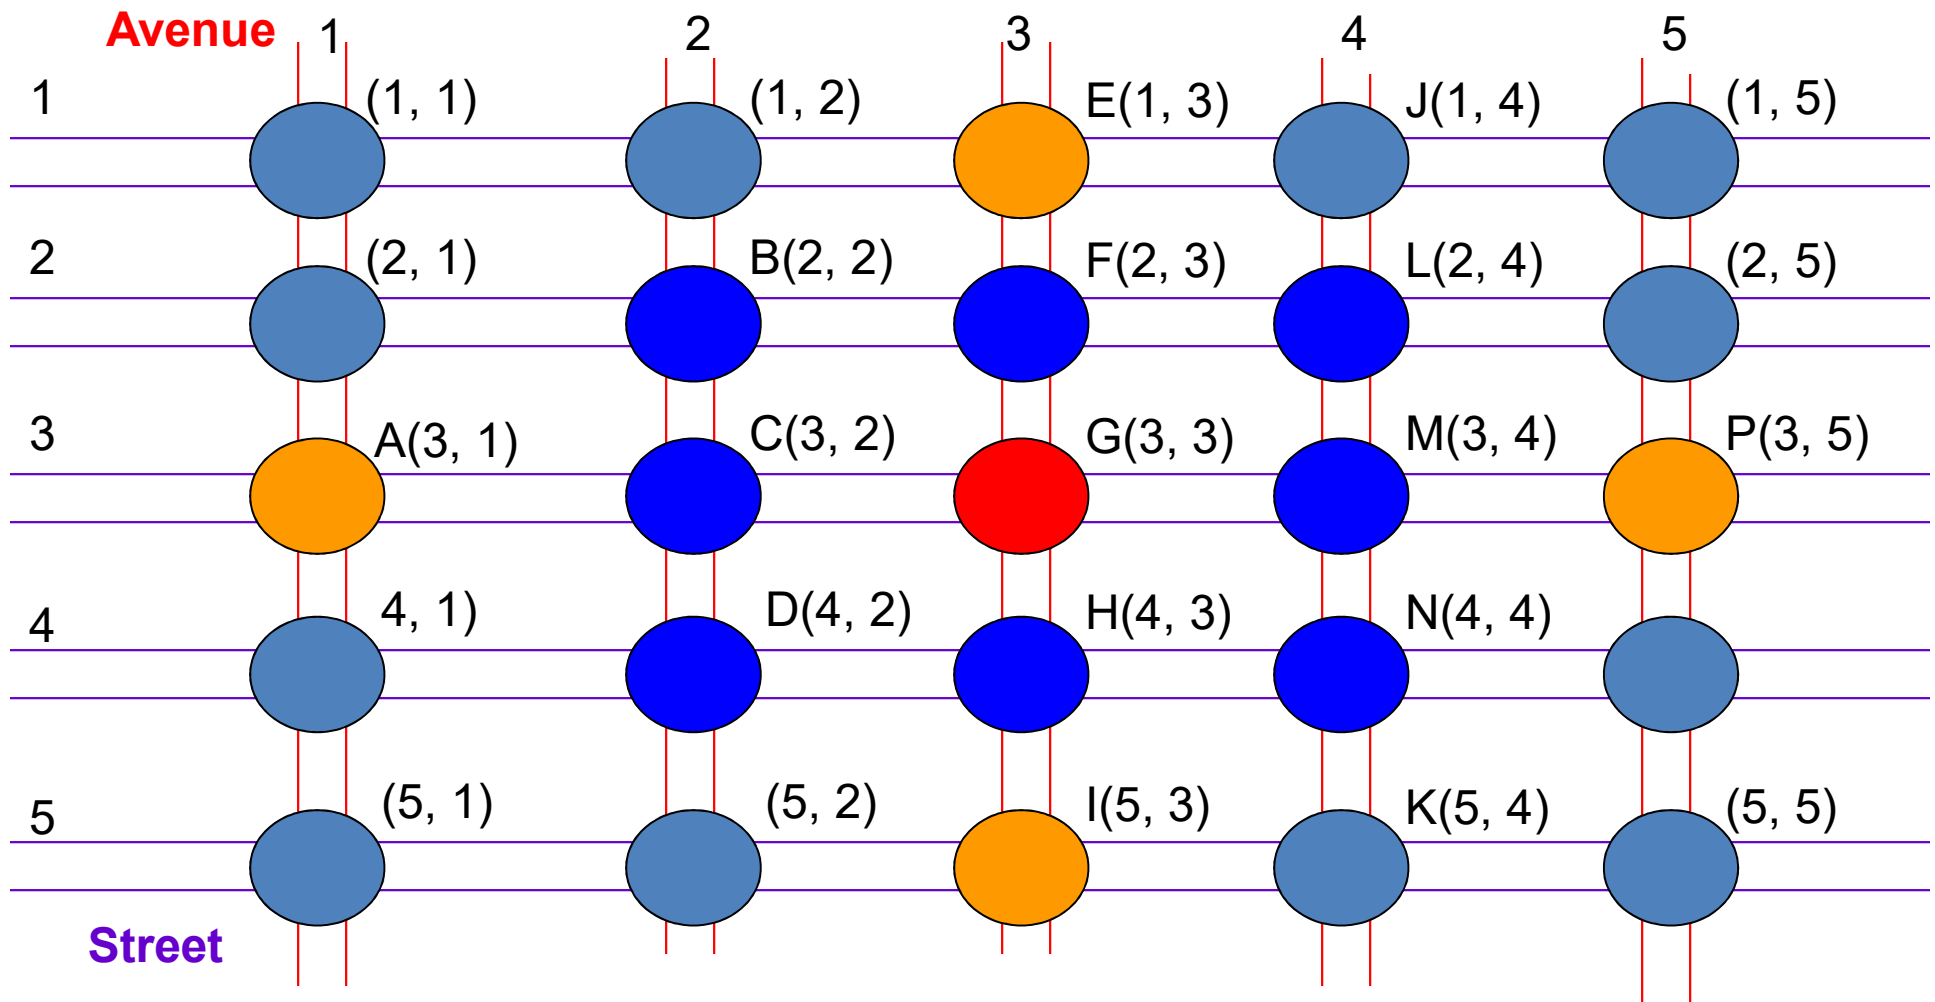 Avenue 1 2 3 4 5
1 (1, 1) (1, 2) E(1, 3) J(1, 4) (1, 5)
2 (2, 1) B(2, 2) F(2, 3) L(2, 4) (2, 5)
3 A(3, 1) C(3, 2) G(3, 3) M(3, 4) P(3, 5)
4 4, 1) D(4, 2) H(4, 3) N(4, 4)
5 (5, 1) (5, 2) I(5, 3) K(5, 4) (5, 5)
Street